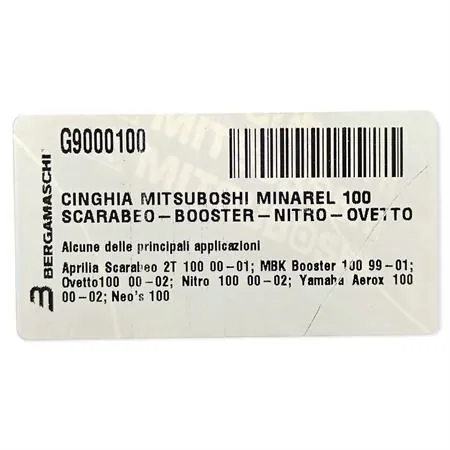 G9000100
BERGAMASCHI
CINGHIA MITSUBOSHI MINAREL 100
SCARABEO-BOOSTER-NITRO-OVETTO
Alcune delle principali applicazioni
Aprilia Scarabeo 2T 100 00-01; MBK Booster 100 99-01;
Ovetto100 00-02; Nitro 100 00-02; Yamaha Aerox 100
00-02; Neo's 100